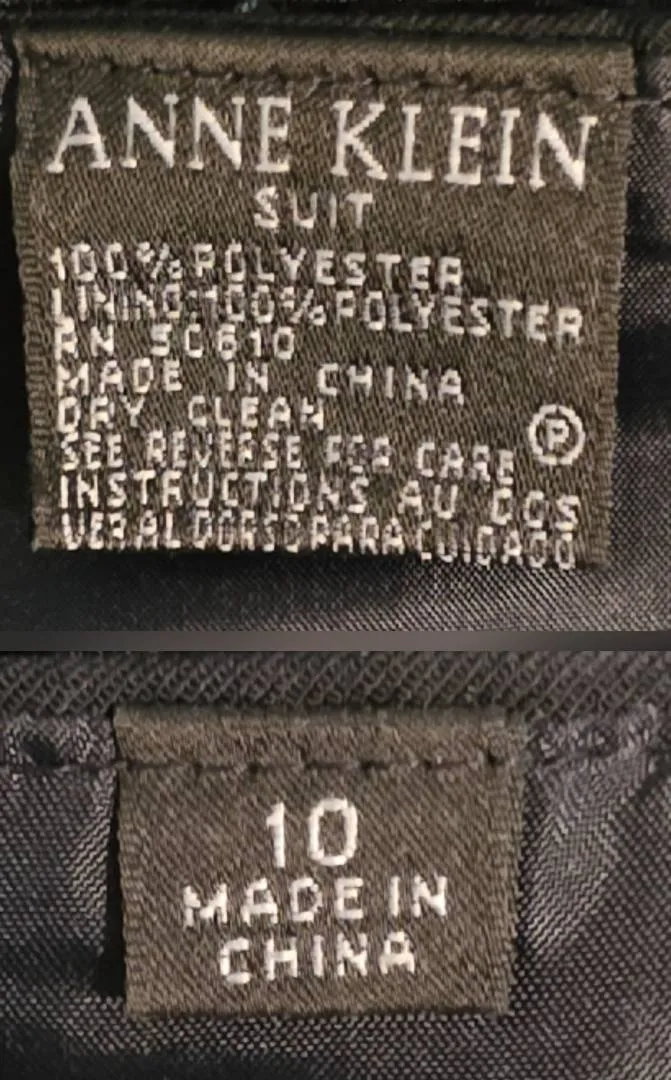 ANNE KLEIN
SUIT
100% POLYESTER
LINING:100% POLYESTER
RN 50610
MADE IN CHINA
DRY CLEAN
P
SEE REVERSE FOR CARE
INSTRUCTIONS AU DOS
VER AL DORSO PARA CUIDADO
10
MADE IN
CHINA